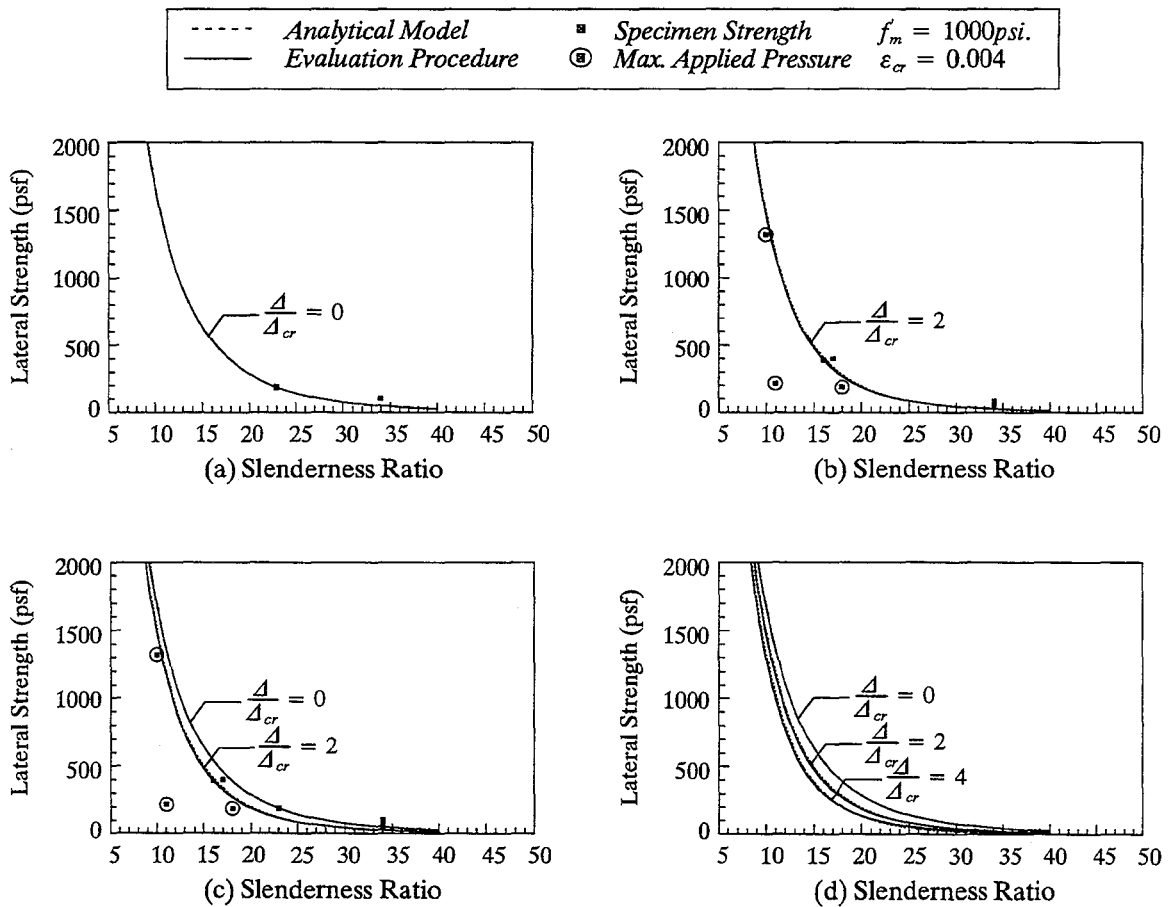 Analytical Model Specimen Strength f'm = 1000psi.
Evaluation Procedure Max. Applied Pressure εcr = 0.004
2000
1500
1000
500
0
Lateral Strength (psf)
Δ/Δcr = 0
5 10 15 20 25 30 35 40 45 50
(a) Slenderness Ratio
2000
1500
1000
500
0
Lateral Strength (psf)
Δ/Δcr = 2
5 10 15 20 25 30 35 40 45 50
(b) Slenderness Ratio
2000
1500
1000
500
0
Lateral Strength (psf)
Δ/Δcr = 0
Δ/Δcr = 2
5 10 15 20 25 30 35 40 45 50
(c) Slenderness Ratio
2000
1500
1000
500
0
Lateral Strength (psf)
Δ/Δcr = 0
Δ/Δcr = 2
Δ/Δcr = 4
5 10 15 20 25 30 35 40 45 50
(d) Slenderness Ratio